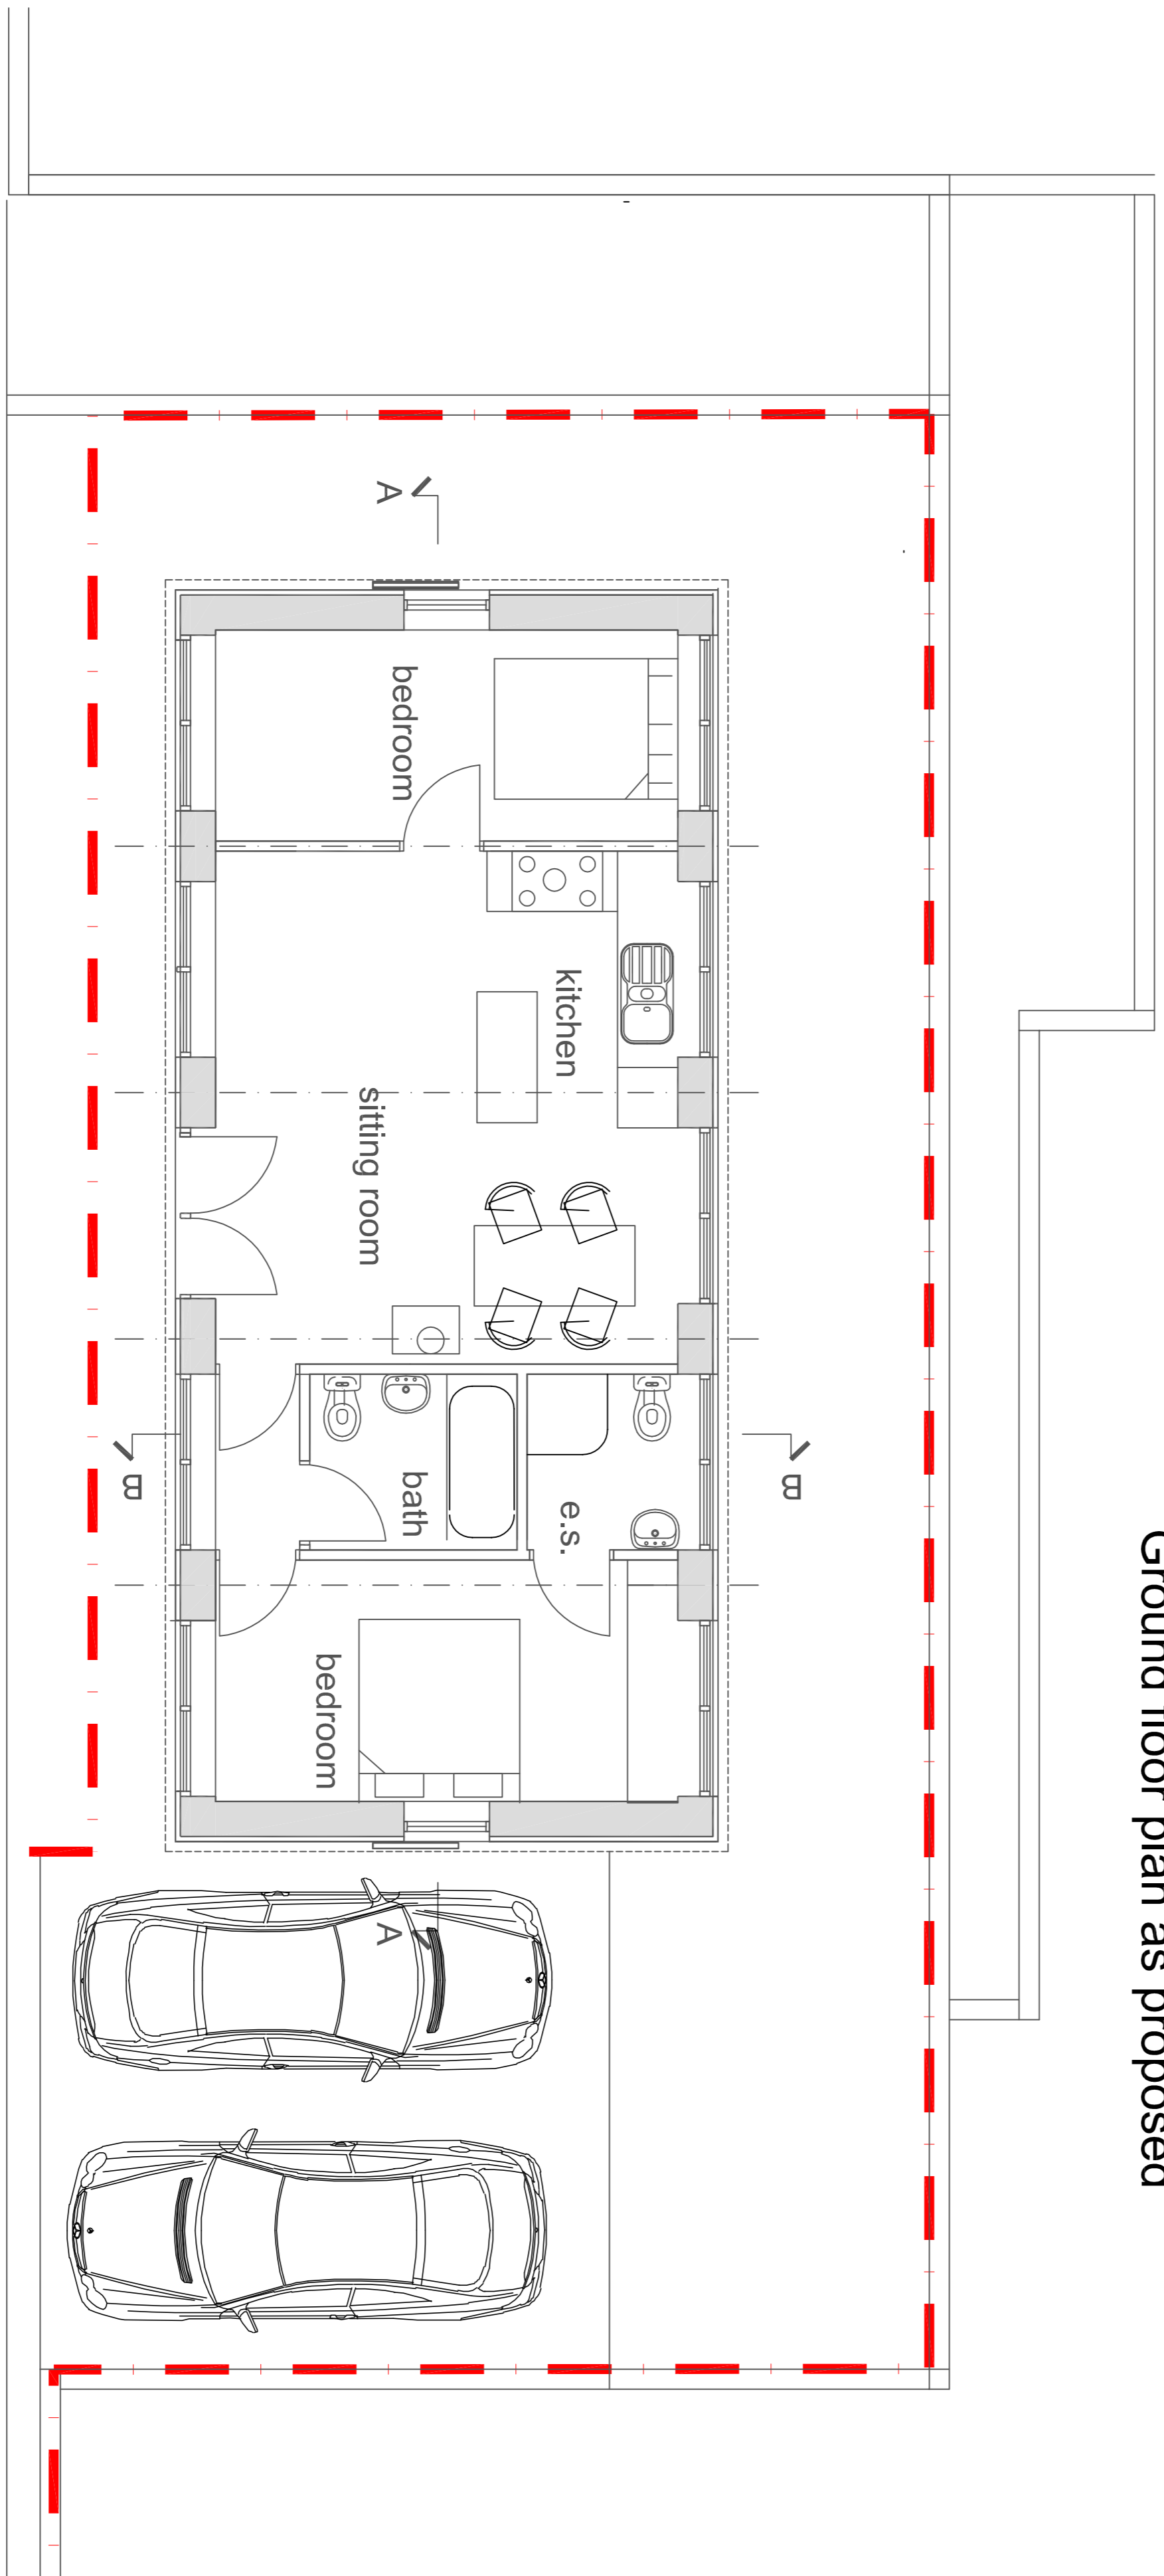 Ground floor plan as proposed
A
bedroom
kitchen
sitting room
B
B
bath
e.s.
bedroom
A